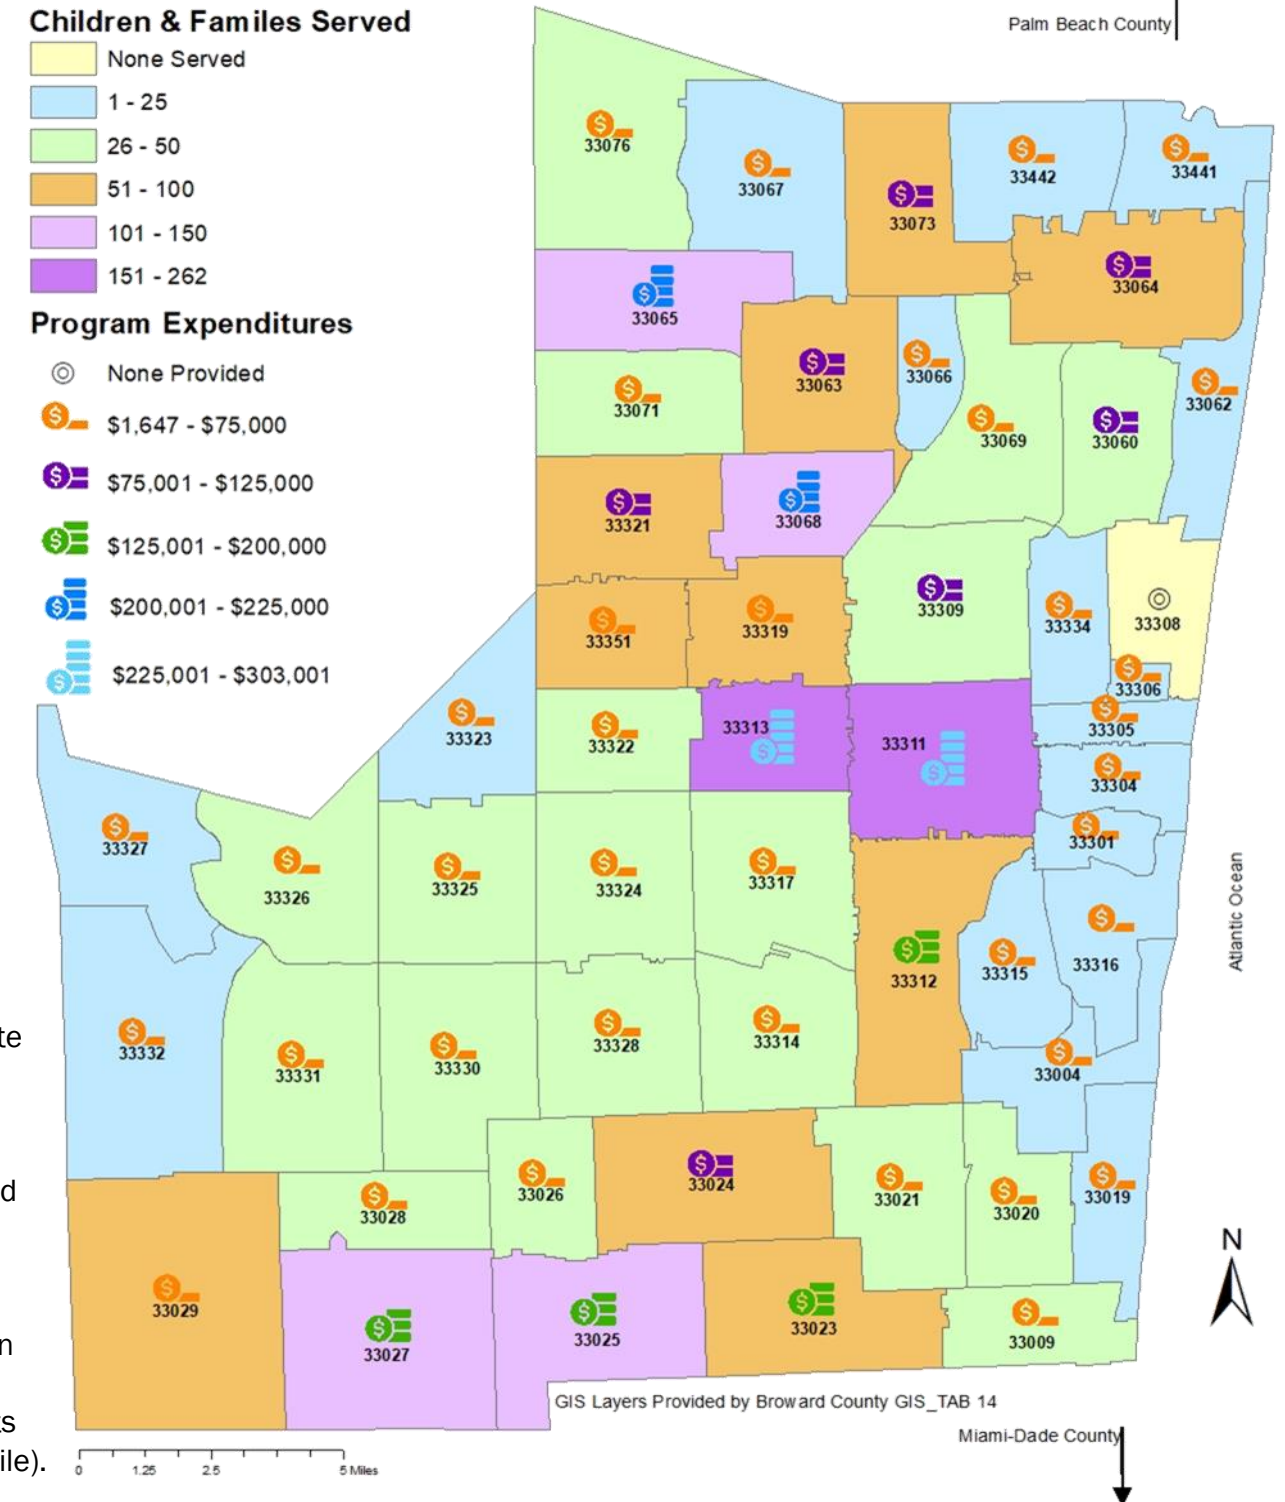 Children & Familes Served
None Served
1 - 25
26 - 50
51 - 100
101 - 150
151 - 262
Program Expenditures
None Provided
$1,647 - $75,000
$75,001 - $125,000
$125,001 - $200,000
$200,001 - $225,000
$225,001 - $303,001
Palm Beach County
33076
33067
33073
33442
33441
33064
33065
33063
33066
33062
33071
33069
33060
33321
33068
33309
33334
33308
33351
33319
33306
33323
33322
33313
33311
33305
33304
33327
33326
33325
33324
33317
33301
33312
33315
33316
Atlantic Ocean
33332
33331
33330
33328
33314
33004
33028
33026
33024
33021
33020
33019
33029
33027
33025
33023
33009
N
te
d
n
ts
ile).
GIS Layers Provided by Broward County GIS_TAB 14
Miami-Dade County
0 1.25 2.5 5 Miles